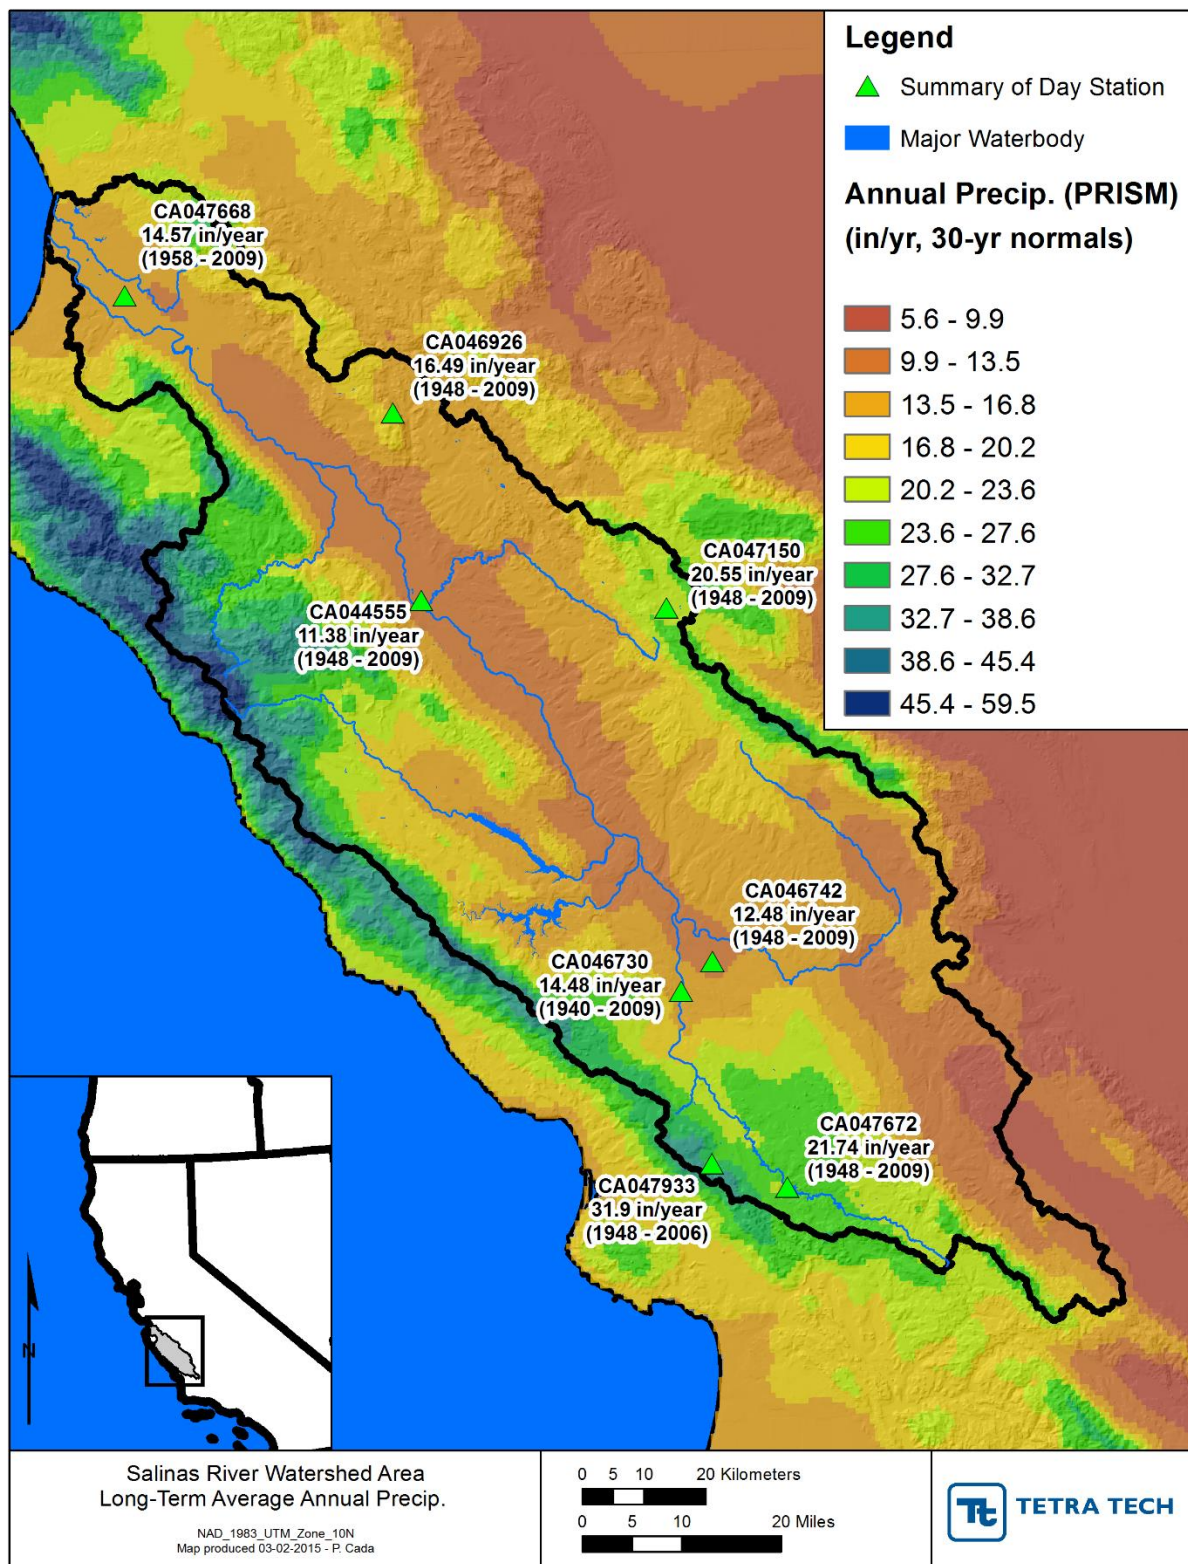 Legend
Summary of Day Station
Major Waterbody
Annual Precip. (PRISM)
(in/yr, 30-yr normals)
5.6 - 9.9
9.9 - 13.5
13.5 - 16.8
16.8 - 20.2
20.2 - 23.6
23.6 - 27.6
27.6 - 32.7
32.7 - 38.6
38.6 - 45.4
45.4 - 59.5
CA047668
14.57 in/year
(1958 - 2009)
CA046926
16.49 in/year
(1948 - 2009)
CA047150
20.55 in/year
(1948 - 2009)
CA044555
11.38 in/year
(1948 - 2009)
CA046742
12.48 in/year
(1948 - 2009)
CA046730
14.48 in/year
(1940 - 2009)
CA047672
21.74 in/year
(1948 - 2009)
CA047933
31.9 in/year
(1948 - 2006)
N
Salinas River Watershed Area
Long-Term Average Annual Precip.
NAD_1983_UTM_Zone_10N
Map produced 03-02-2015 - P. Cada
0 5 10 20 Kilometers
0 5 10 20 Miles
Tt TETRA TECH